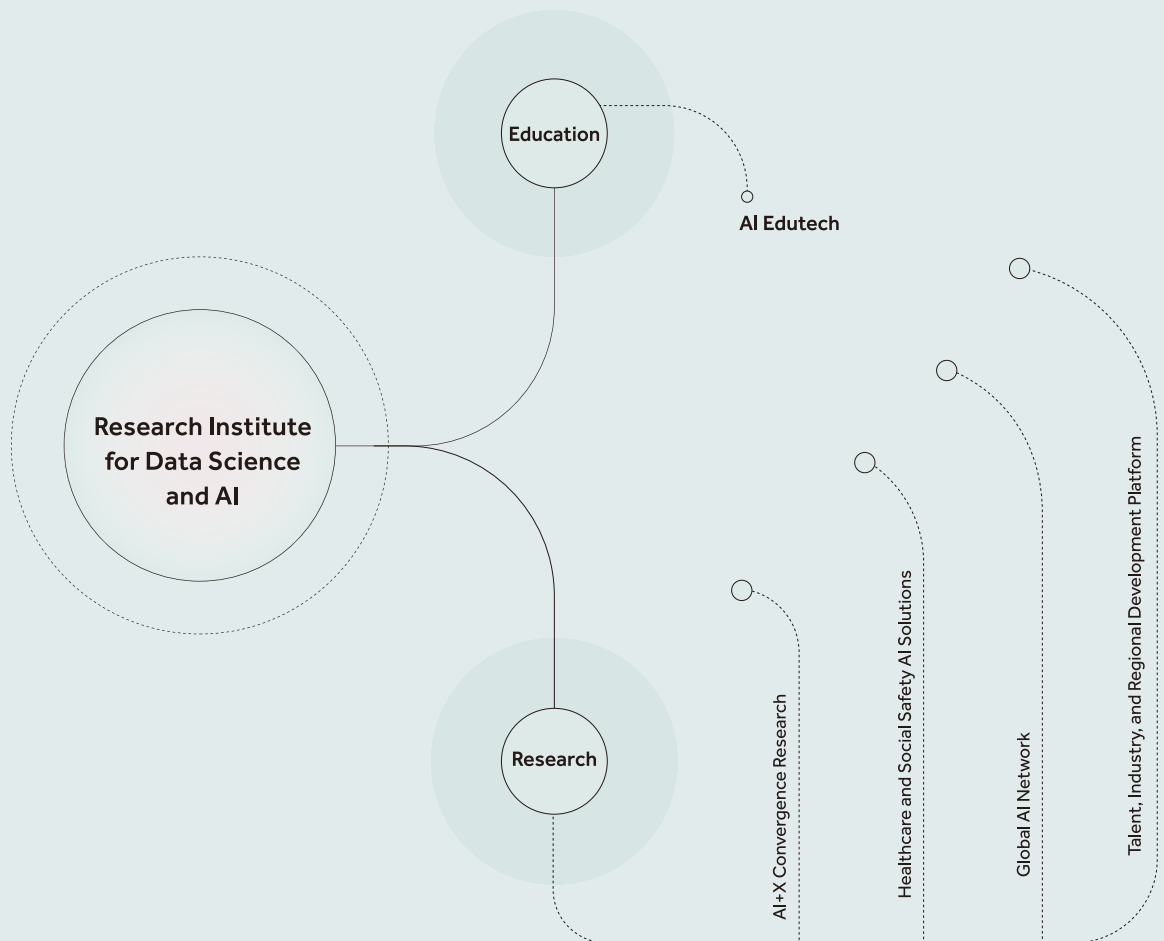 Education
AI Edutech
Research Institute
for Data Science
and AI
Research
AI+X Convergence Research
Healthcare and Social Safety AI Solutions
Global AI Network
Talent, Industry, and Regional Development Platform